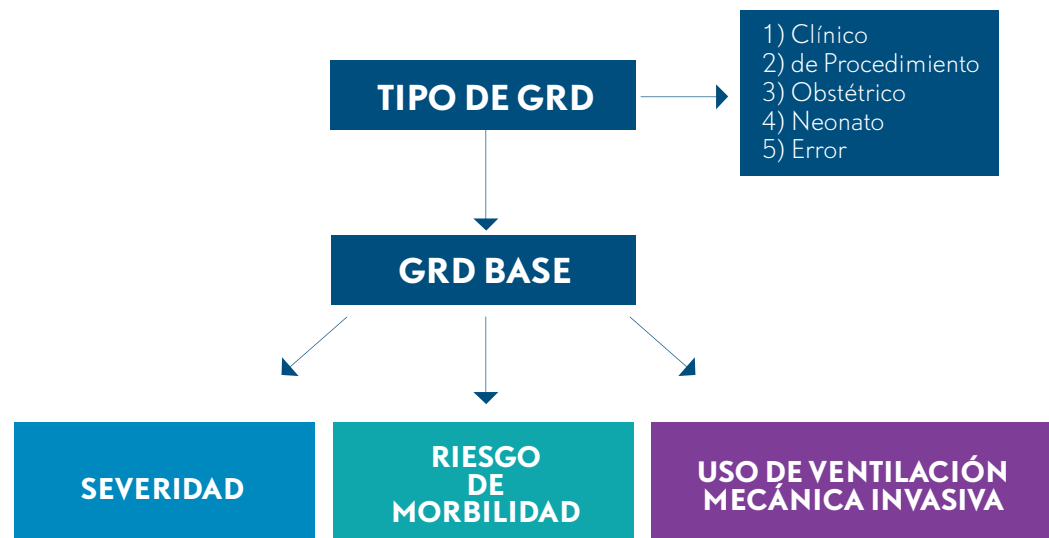 TIPO DE GRD
1) Clínico
2) de Procedimiento
3) Obstétrico
4) Neonato
5) Error
GRD BASE
SEVERIDAD
RIESGO
DE
MORBILIDAD
USO DE VENTILACIÓN
MECÁNICA INVASIVA